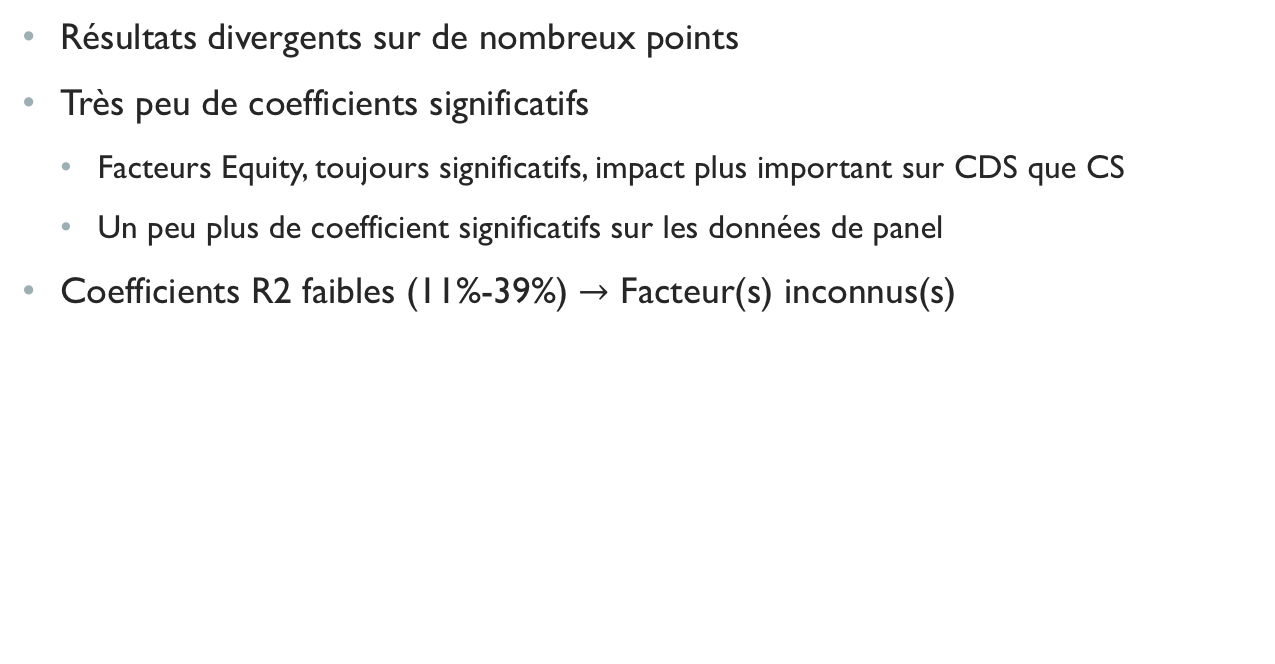 • Résultats divergents sur de nombreux points
• Très peu de coefficients significatifs
• Facteurs Equity, toujours significatifs, impact plus important sur CDS que CS
• Un peu plus de coefficient significatifs sur les données de panel
• Coefficients R2 faibles (11%-39%) → Facteur(s) inconnus(s)